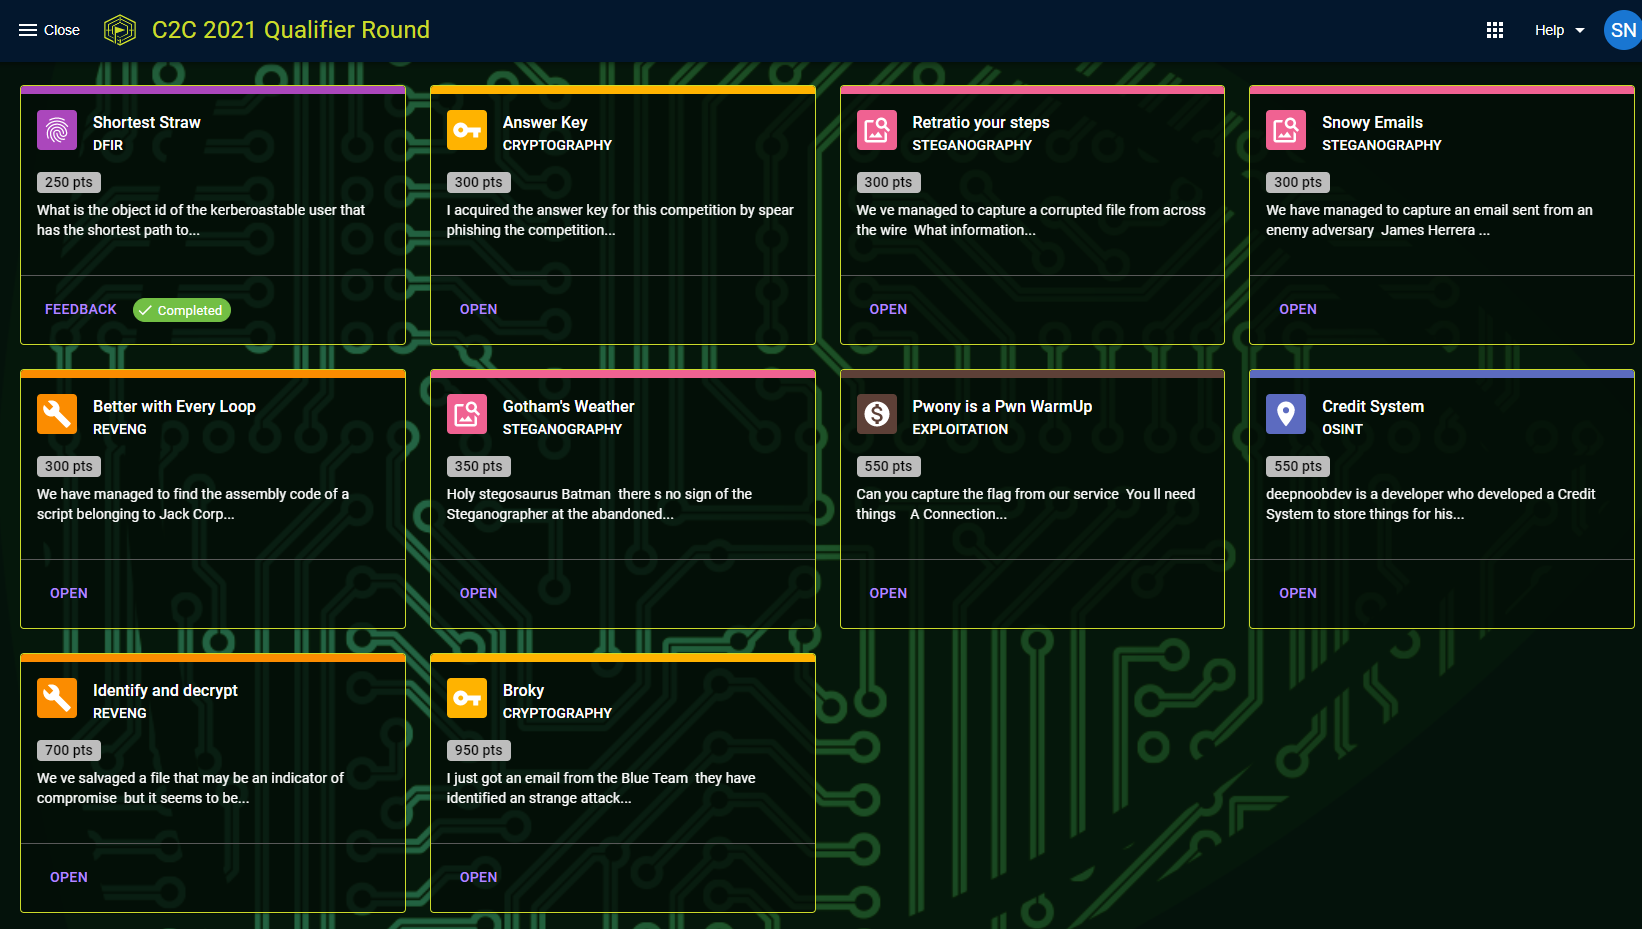 Close
C2C 2021 Qualifier Round
Help
SN
Shortest Straw
DFIR
250 pts
What is the object id of the kerberoastable user that
has the shortest path to...
FEEDBACK
Completed
Answer Key
CRYPTOGRAPHY
300 pts
I acquired the answer key for this competition by spear
phishing the competition...
OPEN
Retratio your steps
STEGANOGRAPHY
300 pts
We ve managed to capture a corrupted file from across
the wire  What information...
OPEN
Snowy Emails
STEGANOGRAPHY
300 pts
We have managed to capture an email sent from an
enemy adversary  James Herrera ...
OPEN
Better with Every Loop
REVENG
300 pts
We have managed to find the assembly code of a
script belonging to Jack Corp...
OPEN
Gotham's Weather
STEGANOGRAPHY
350 pts
Holy stegosaurus Batman  there s no sign of the
Steganographer at the abandoned...
OPEN
Pwony is a Pwn WarmUp
EXPLOITATION
550 pts
Can you capture the flag from our service  You ll need
things    A Connection...
OPEN
Credit System
OSINT
550 pts
deepnoobdev is a developer who developed a Credit
System to store things for his...
OPEN
Identify and decrypt
REVENG
700 pts
We ve salvaged a file that may be an indicator of
compromise  but it seems to be...
OPEN
Broky
CRYPTOGRAPHY
950 pts
I just got an email from the Blue Team  they have
identified an strange attack...
OPEN